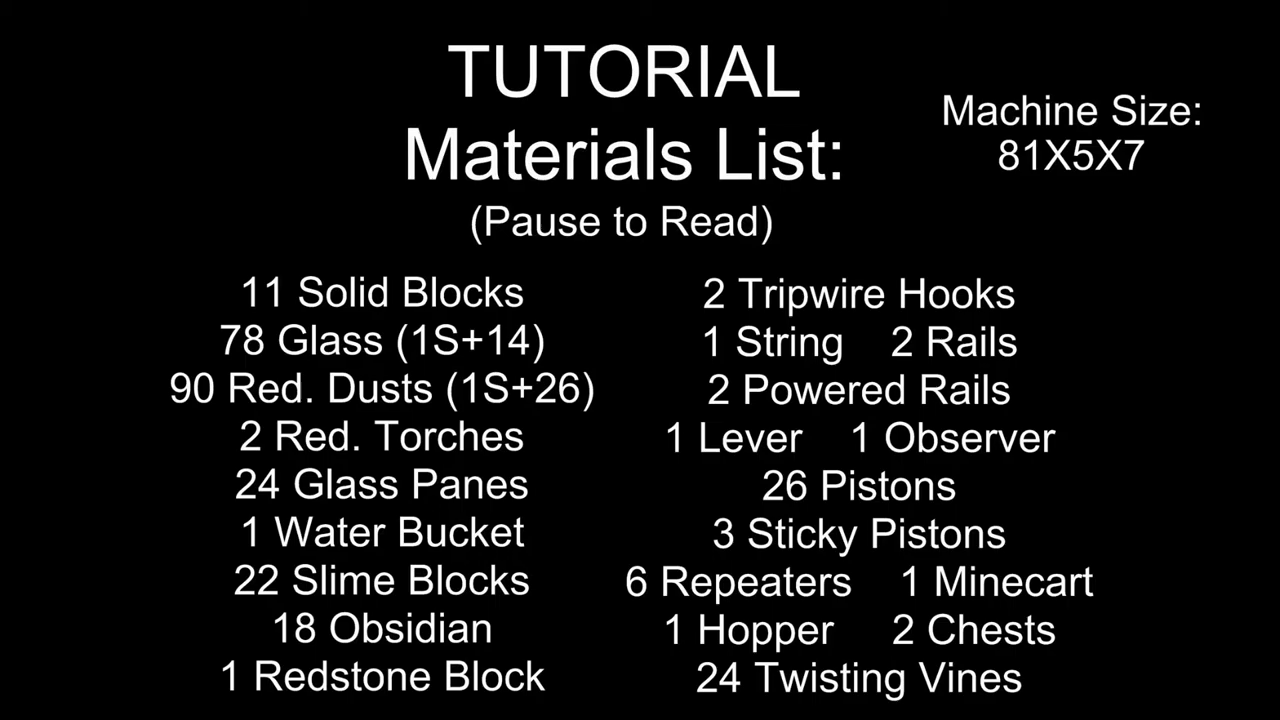 TUTORIAL
Materials List:
(Pause to Read)
Machine Size:
81X5X7
11 Solid Blocks
78 Glass (1S+14)
90 Red. Dusts (1S+26)
2 Red. Torches
24 Glass Panes
1 Water Bucket
22 Slime Blocks
18 Obsidian
1 Redstone Block
2 Tripwire Hooks
1 String 2 Rails
2 Powered Rails
1 Lever 1 Observer
26 Pistons
3 Sticky Pistons
6 Repeaters 1 Minecart
1 Hopper 2 Chests
24 Twisting Vines